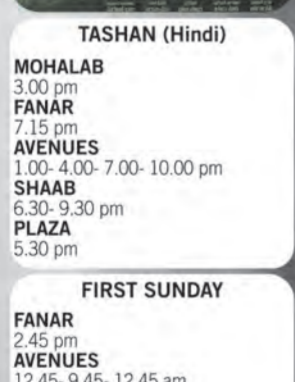 TASHAN (Hindi)
MOHALAB
3.00 pm
FANAR
7.15 pm
AVENUES
1.00- 4.00- 7.00- 10.00 pm
SHAAB
6.30- 9.30 pm
PLAZA
5.30 pm
FIRST SUNDAY
FANAR
2.45 pm
AVENUES
12.45- 9.45- 12.45 am